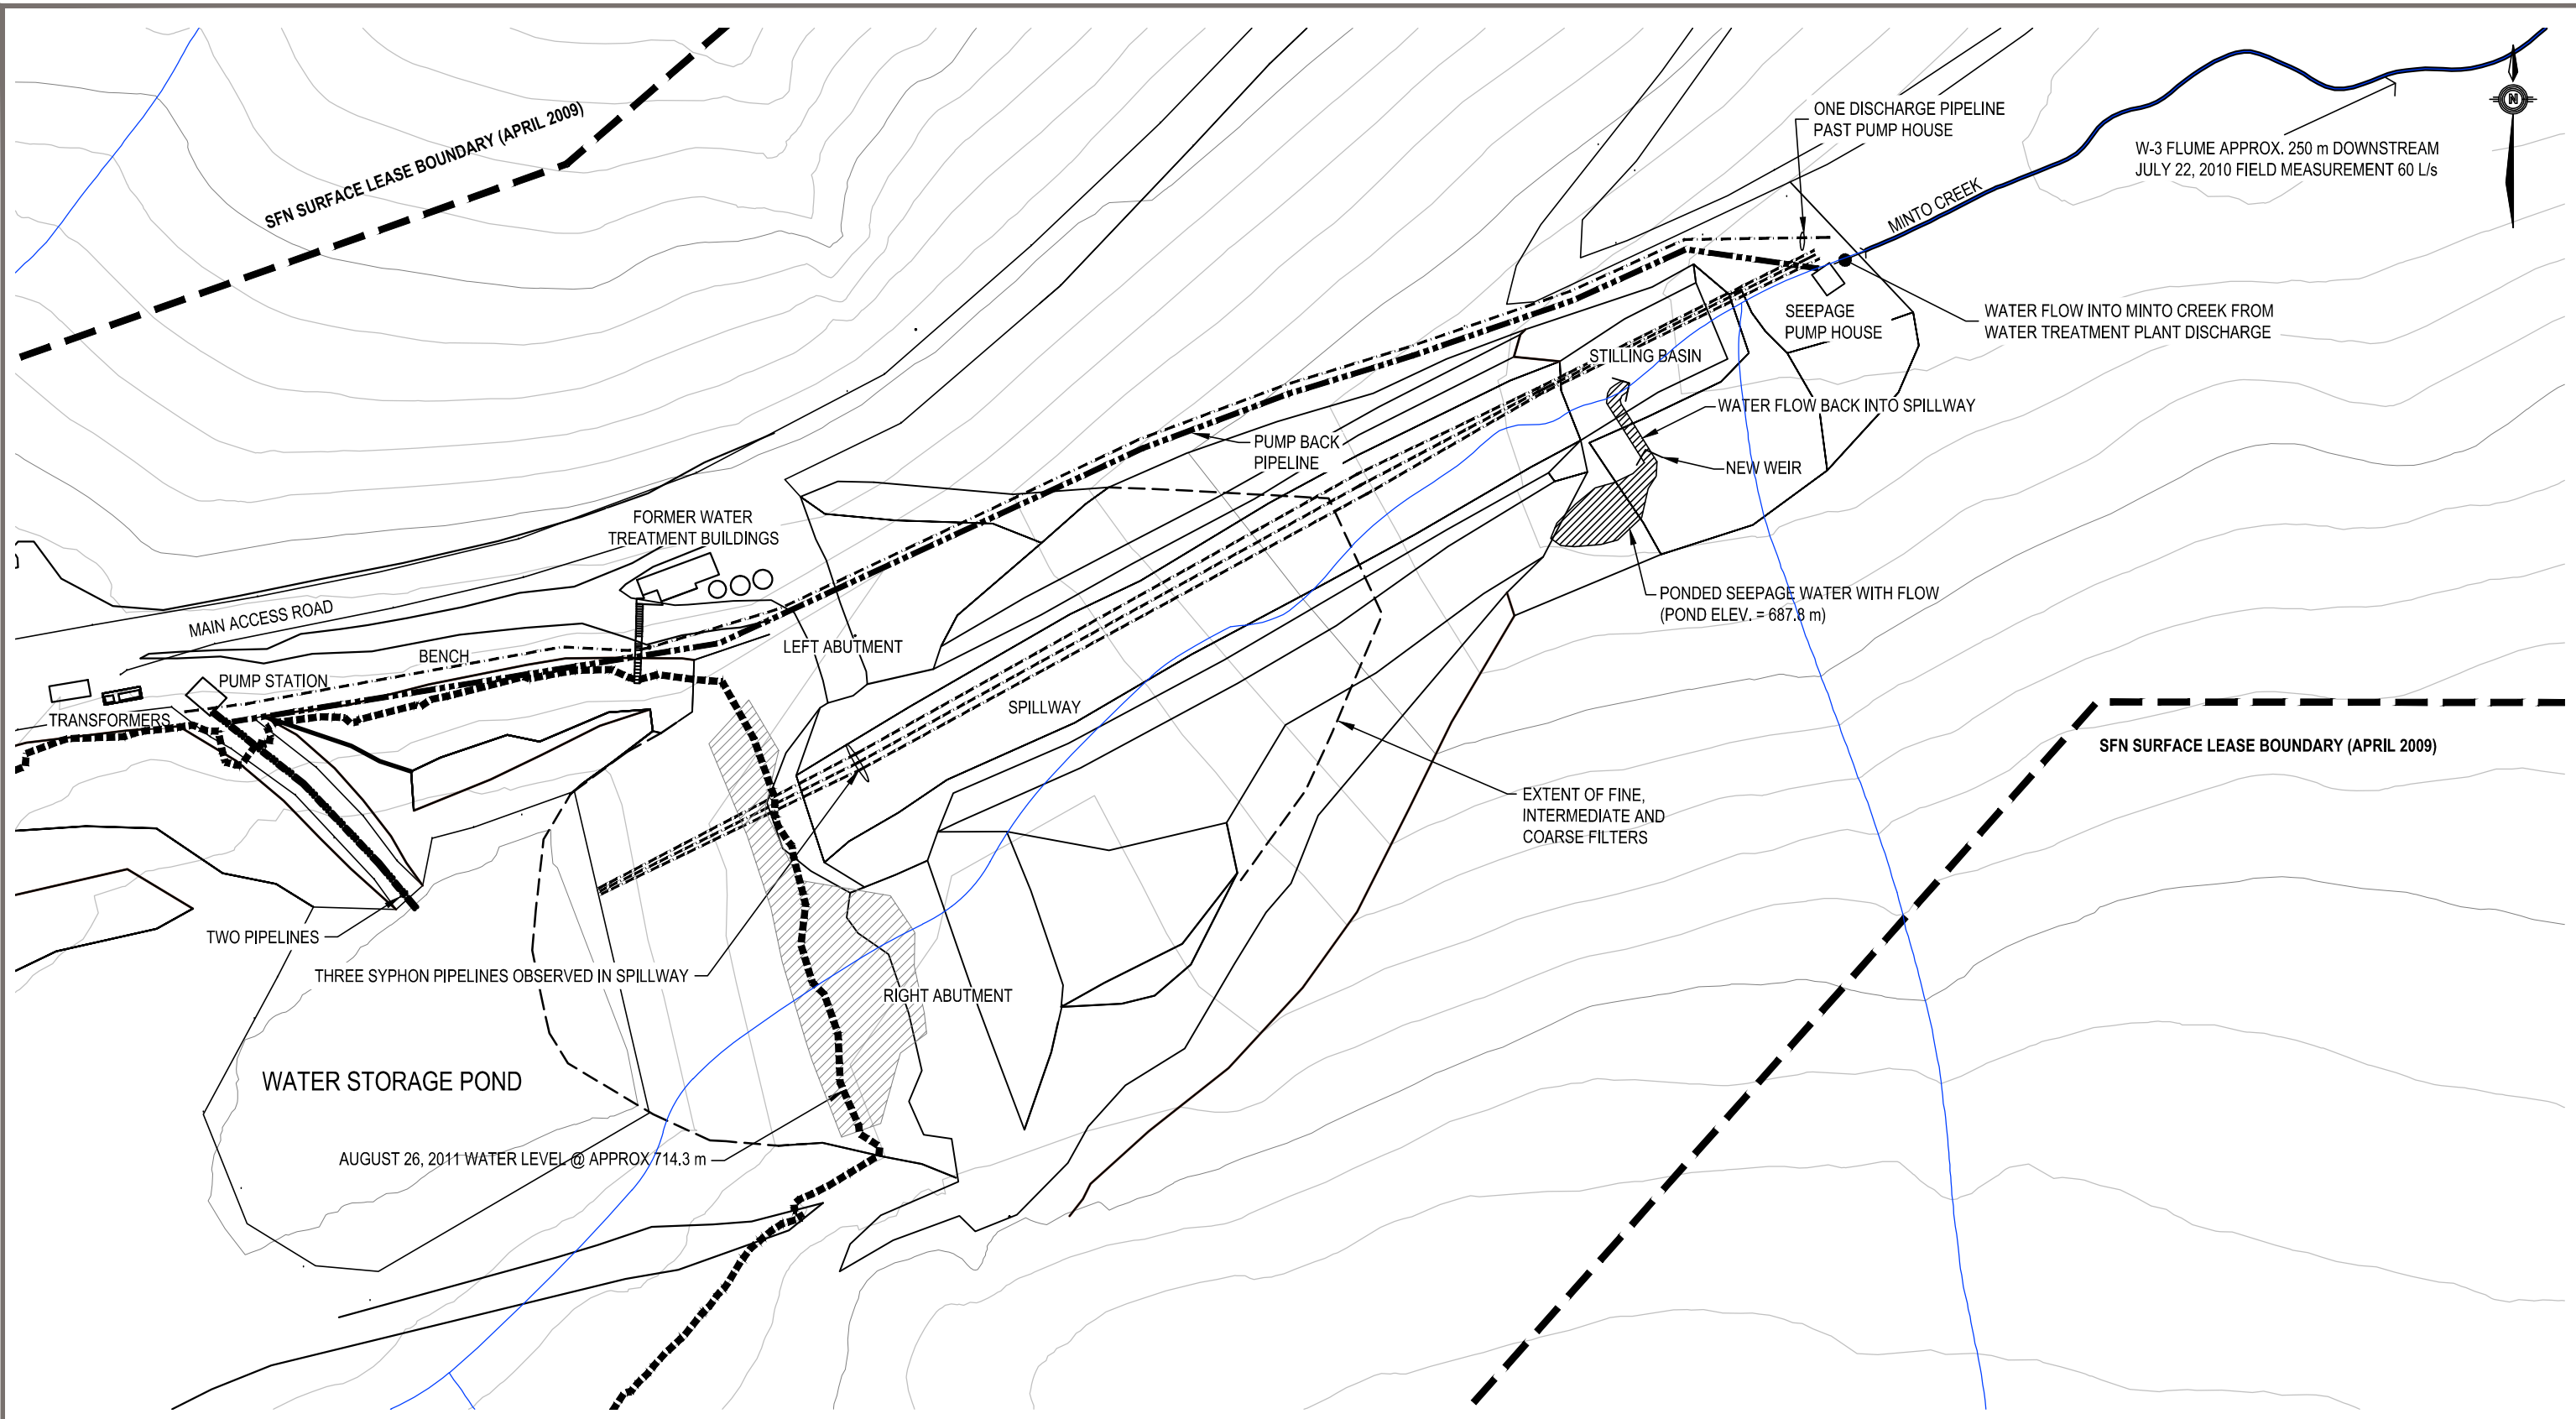 SFN SURFACE LEASE BOUNDARY (APRIL 2009)
ONE DISCHARGE PIPELINE
PAST PUMP HOUSE
N
W-3 FLUME APPROX. 250 m DOWNSTREAM
JULY 22, 2010 FIELD MEASUREMENT 60 L/s
MINTO CREEK
SEEPAGE
PUMP HOUSE
WATER FLOW INTO MINTO CREEK FROM
WATER TREATMENT PLANT DISCHARGE
STILLING BASIN
WATER FLOW BACK INTO SPILLWAY
PUMP BACK
PIPELINE
NEW WEIR
FORMER WATER
TREATMENT BUILDINGS
PONDED SEEPAGE WATER WITH FLOW
(POND ELEV. = 687.8 m)
MAIN ACCESS ROAD
LEFT ABUTMENT
BENCH
PUMP STATION
TRANSFORMERS
SPILLWAY
SFN SURFACE LEASE BOUNDARY (APRIL 2009)
EXTENT OF FINE,
INTERMEDIATE AND
COARSE FILTERS
TWO PIPELINES
THREE SYPHON PIPELINES OBSERVED IN SPILLWAY
RIGHT ABUTMENT
WATER STORAGE POND
AUGUST 26, 2011 WATER LEVEL @ APPROX 714.3 m